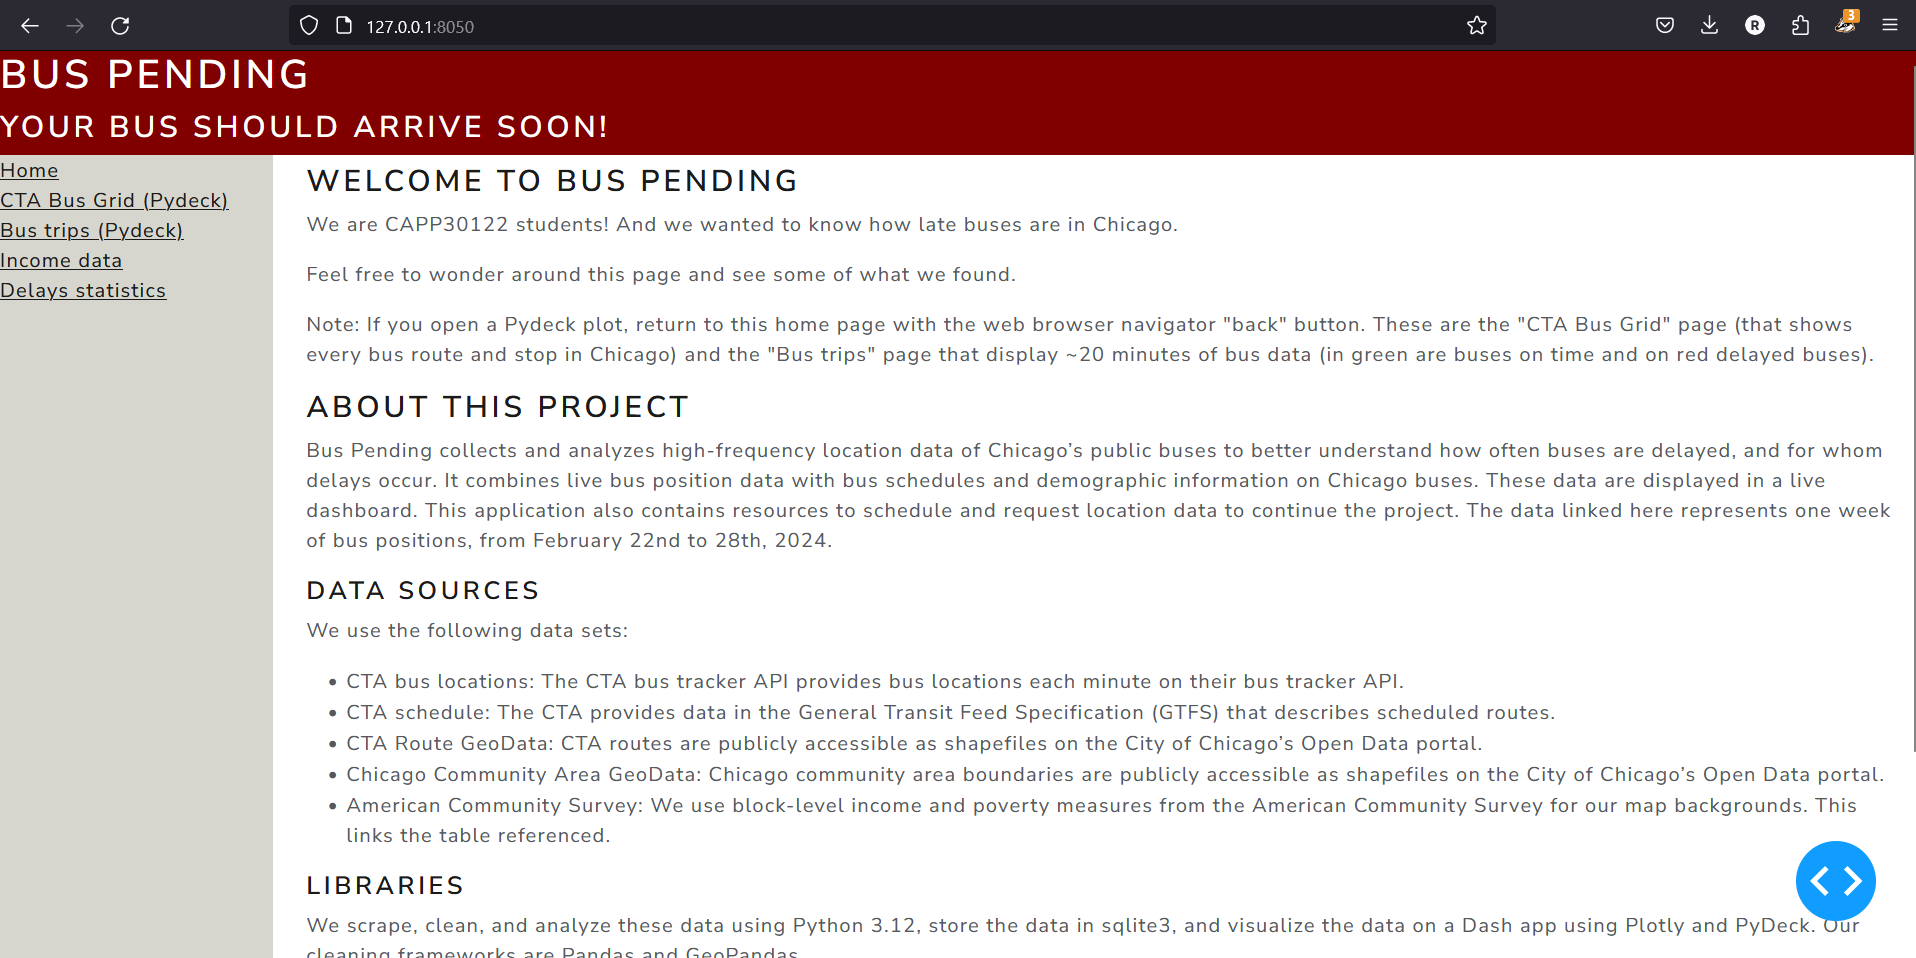 127.0.0.1:8050
R
3
BUS PENDING
YOUR BUS SHOULD ARRIVE SOON!
Home
CTA Bus Grid (Pydeck)
Bus trips (Pydeck)
Income data
Delays statistics
WELCOME TO BUS PENDING
We are CAPP30122 students! And we wanted to know how late buses are in Chicago.
Feel free to wonder around this page and see some of what we found.
Note: If you open a Pydeck plot, return to this home page with the web browser navigator "back" button. These are the "CTA Bus Grid" page (that shows
every bus route and stop in Chicago) and the "Bus trips" page that display ~20 minutes of bus data (in green are buses on time and on red delayed buses).
ABOUT THIS PROJECT
Bus Pending collects and analyzes high-frequency location data of Chicago’s public buses to better understand how often buses are delayed, and for whom
delays occur. It combines live bus position data with bus schedules and demographic information on Chicago buses. These data are displayed in a live
dashboard. This application also contains resources to schedule and request location data to continue the project. The data linked here represents one week
of bus positions, from February 22nd to 28th, 2024.
DATA SOURCES
We use the following data sets:
• CTA bus locations: The CTA bus tracker API provides bus locations each minute on their bus tracker API.
• CTA schedule: The CTA provides data in the General Transit Feed Specification (GTFS) that describes scheduled routes.
• CTA Route GeoData: CTA routes are publicly accessible as shapefiles on the City of Chicago’s Open Data portal.
• Chicago Community Area GeoData: Chicago community area boundaries are publicly accessible as shapefiles on the City of Chicago’s Open Data portal.
• American Community Survey: We use block-level income and poverty measures from the American Community Survey for our map backgrounds. This
links the table referenced.
LIBRARIES
We scrape, clean, and analyze these data using Python 3.12, store the data in sqlite3, and visualize the data on a Dash app using Plotly and PyDeck. Our
cleaning frameworks are Pandas and GeoPandas